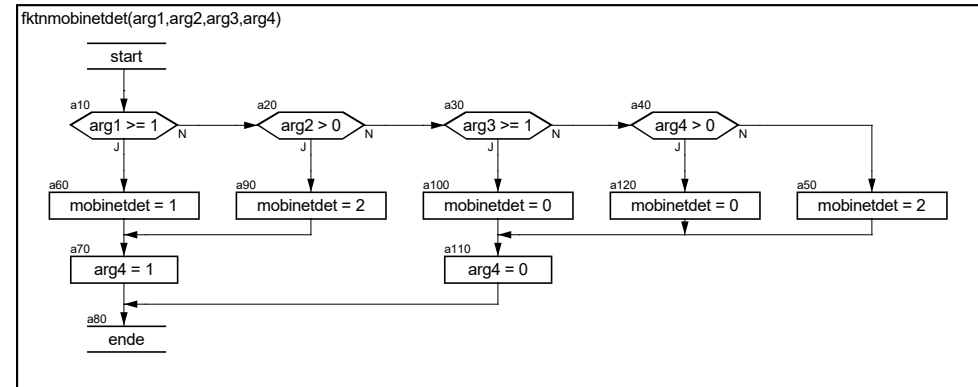 fktnmobinetdet(arg1,arg2,arg3,arg4)
start
a10
arg1 >= 1
J
N
a20
arg2 > 0
J
N
a30
arg3 >= 1
J
N
a40
arg4 > 0
J
N
a60
mobinetdet = 1
a90
mobinetdet = 2
a100
mobinetdet = 0
a120
mobinetdet = 0
a50
mobinetdet = 2
a70
arg4 = 1
a110
arg4 = 0
a80
ende